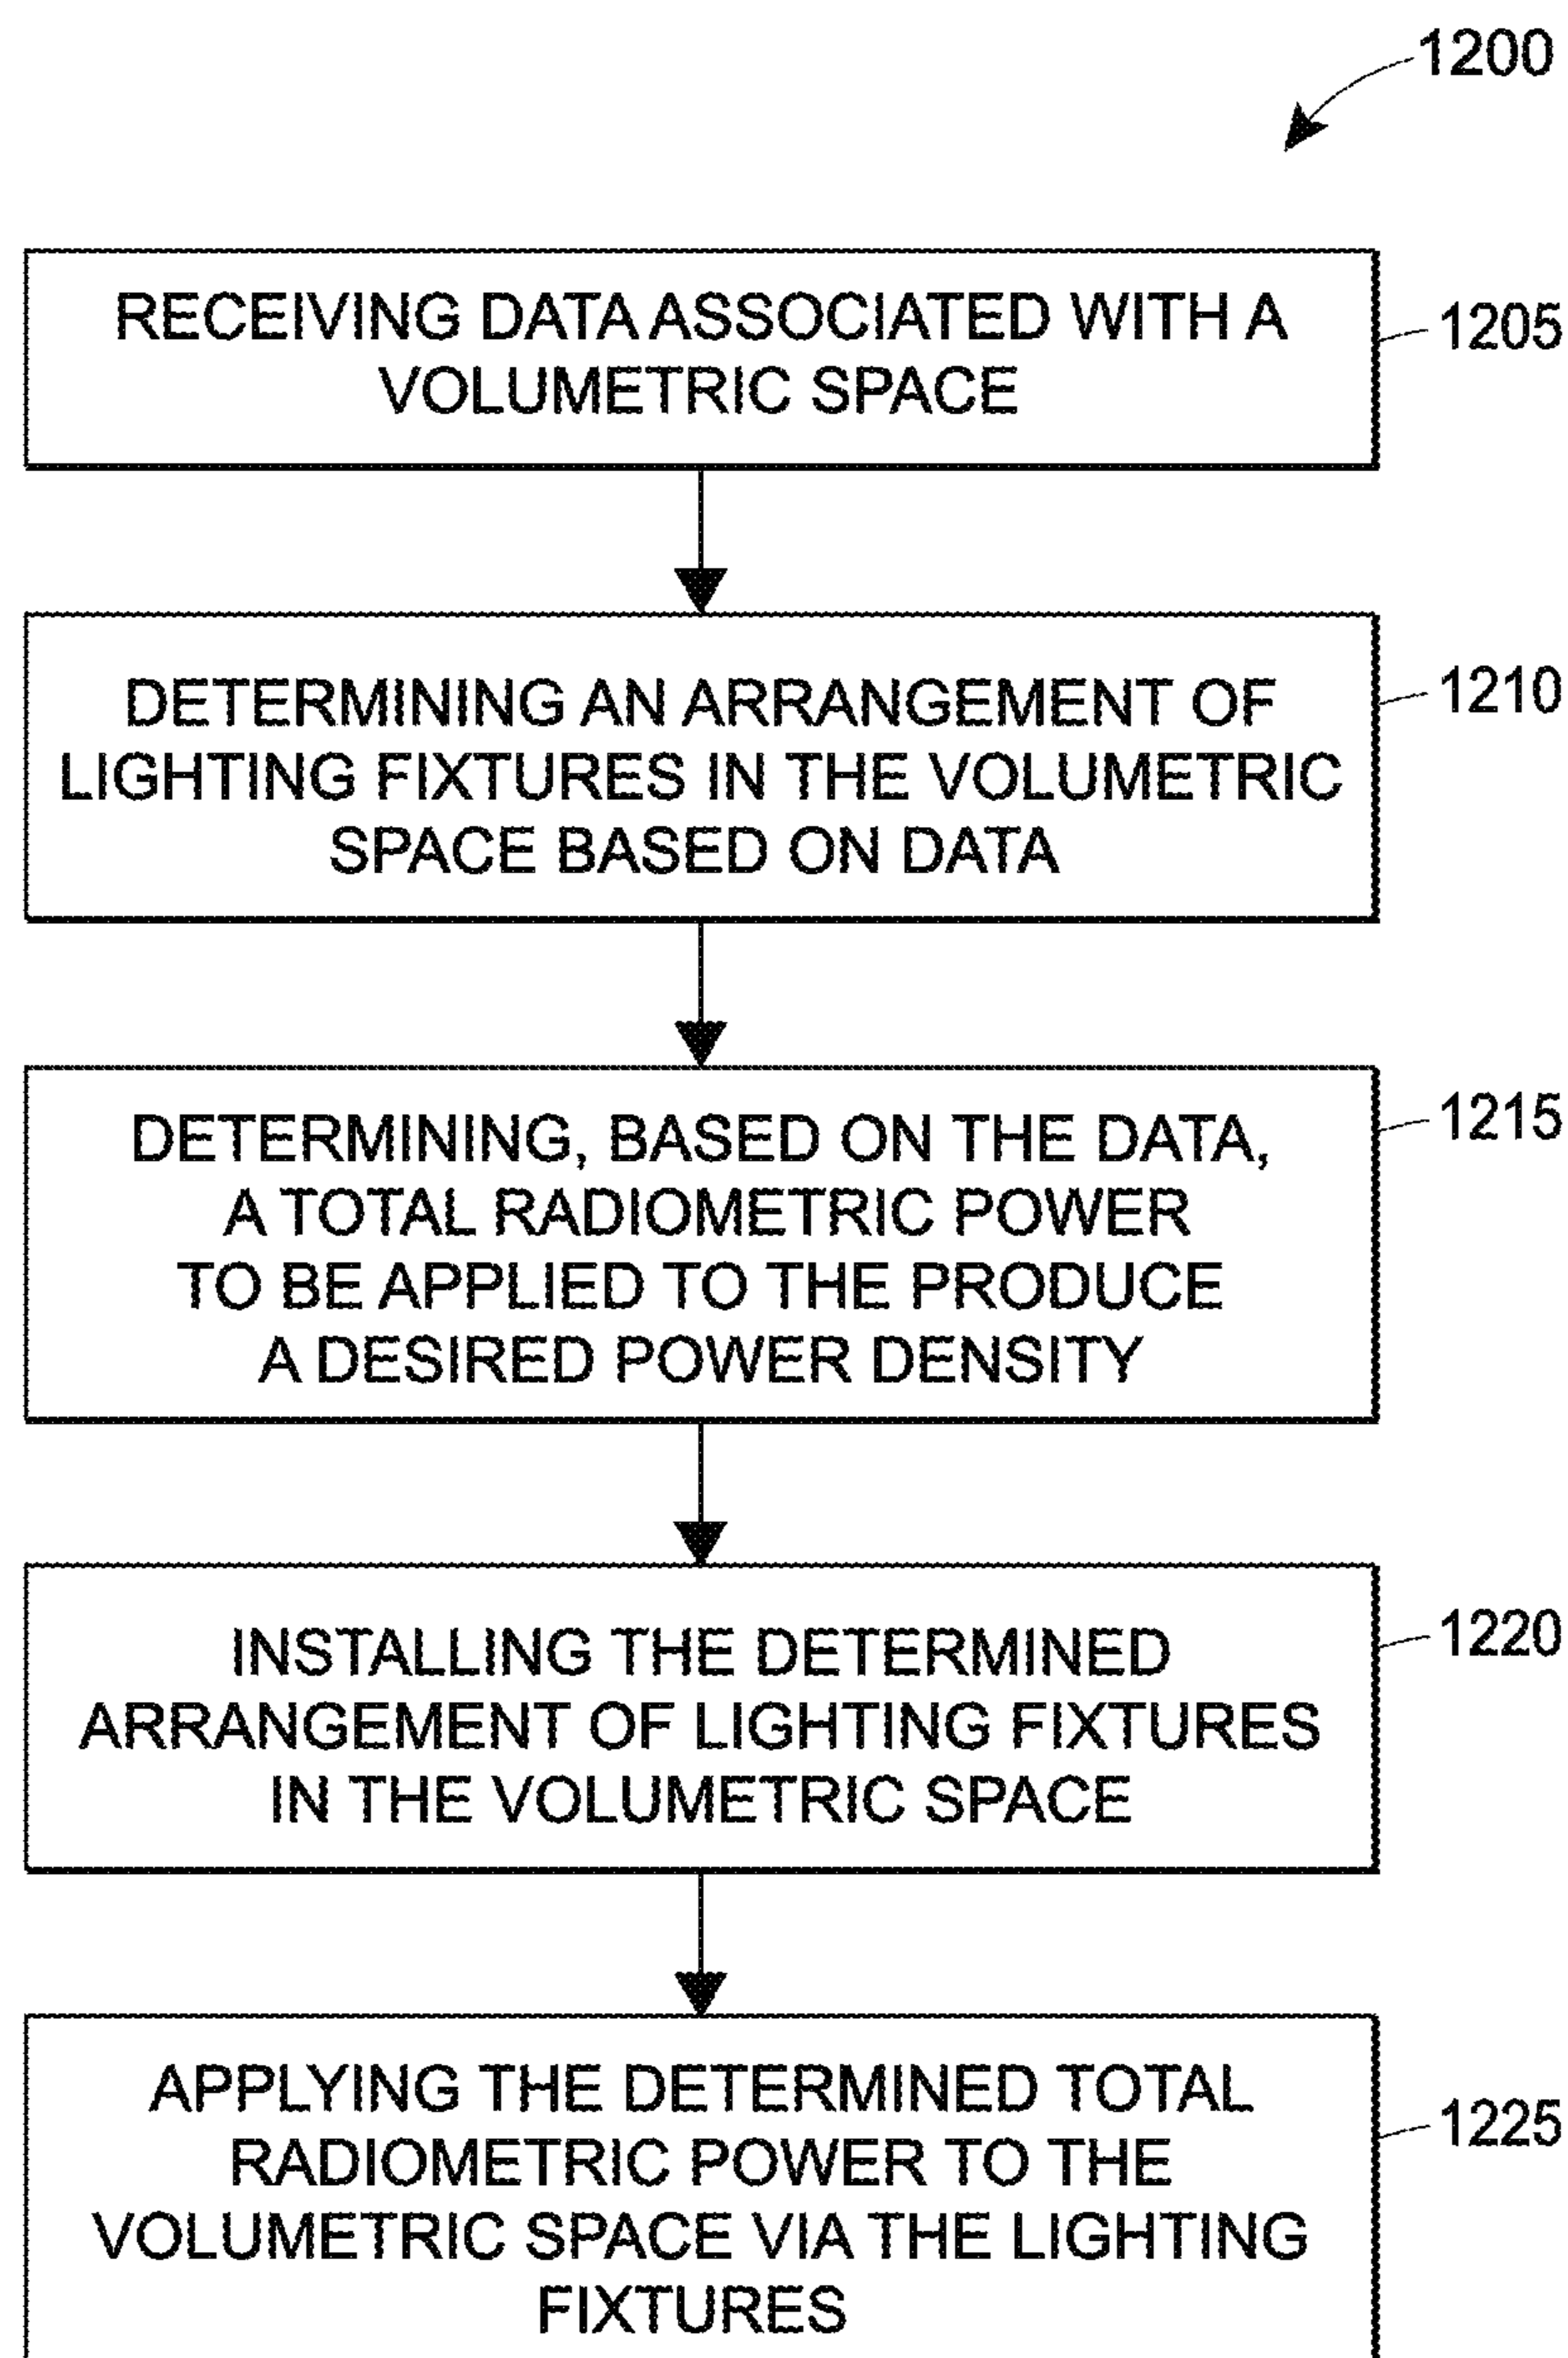 1200
RECEIVING DATA ASSOCIATED WITH A
VOLUMETRIC SPACE
1205
DETERMINING AN ARRANGEMENT OF
LIGHTING FIXTURES IN THE VOLUMETRIC
SPACE BASED ON DATA
1210
DETERMINING, BASED ON THE DATA,
A TOTAL RADIOMETRIC POWER
TO BE APPLIED TO THE PRODUCE
A DESIRED POWER DENSITY
1215
INSTALLING THE DETERMINED
ARRANGEMENT OF LIGHTING FIXTURES
IN THE VOLUMETRIC SPACE
1220
APPLYING THE DETERMINED TOTAL
RADIOMETRIC POWER TO THE
VOLUMETRIC SPACE VIA THE LIGHTING
FIXTURES
1225